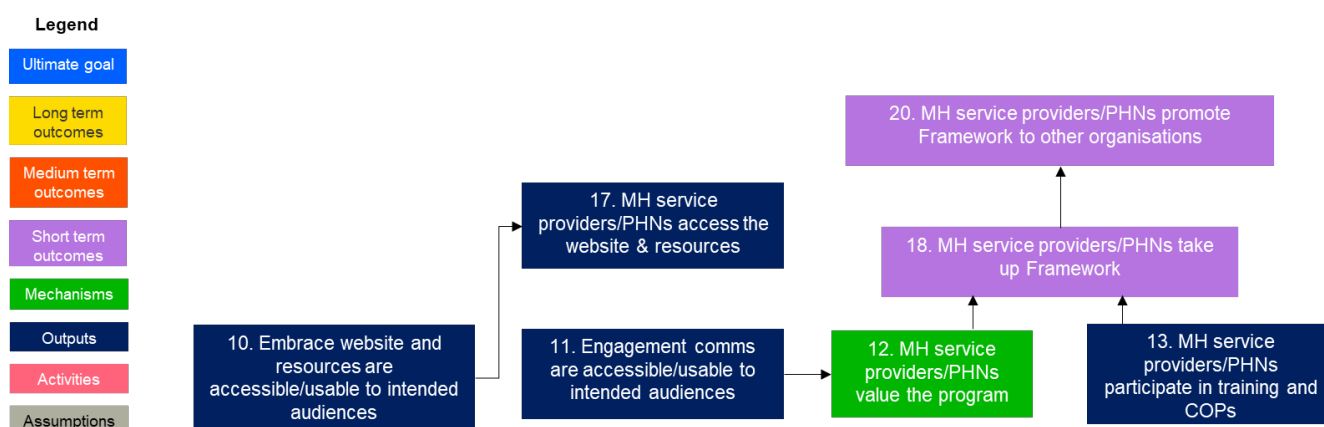 Legend
Ultimate goal
Long term
outcomes
Medium term
outcomes
Short term
outcomes
Mechanisms
Outputs
Activities
Assumptions
20. MH service providers/PHNs promote
Framework to other organisations
17. MH service
providers/PHNs access the
website & resources
18. MH service providers/PHNs take
up Framework
10. Embrace website and
resources are
accessible/usable to intended
audiences
11. Engagement comms
are accessible/usable to
intended audiences
12. MH service
providers/PHNs
value the program
13. MH service
providers/PHNs
participate in training and
COPs